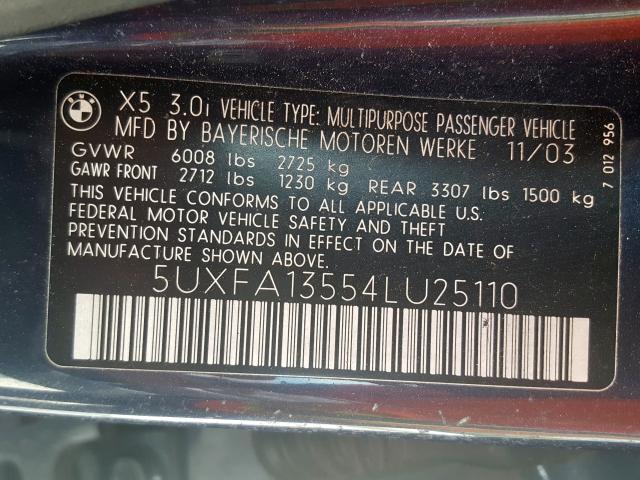 BMW
X5 3.0i VEHICLE TYPE: MULTIPURPOSE PASSENGER VEHICLE
MFD BY BAYERISCHE MOTOREN WERKE 11/03
GVWR 6008 lbs 2725 kg
GAWR FRONT 2712 lbs 1230 kg REAR 3307 lbs 1500 kg
THIS VEHICLE CONFORMS TO ALL APPLICABLE U.S.
FEDERAL MOTOR VEHICLE SAFETY AND THEFT
PREVENTION STANDARDS IN EFFECT ON THE DATE OF
MANUFACTURE SHOWN ABOVE.
5UXFA13554LU25110
7 012 956